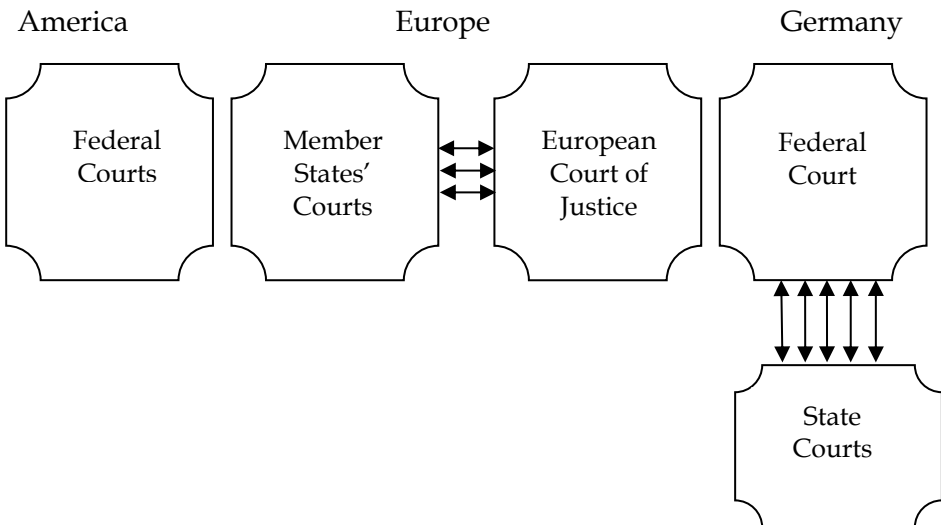 America
Europe
Germany
Federal
Courts
Member
States’
Courts
European
Court of
Justice
Federal
Court
State
Courts